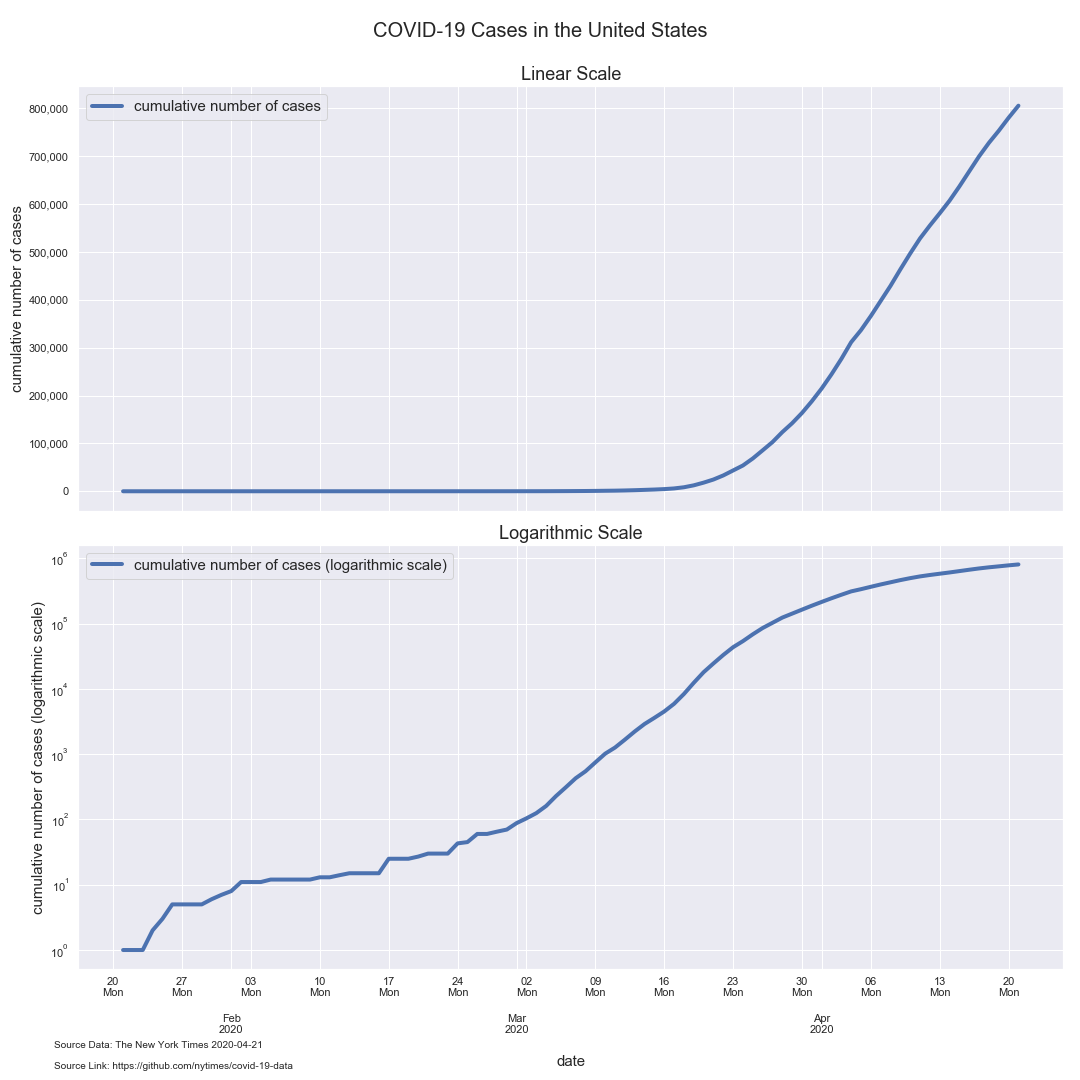 COVID-19 Cases in the United States
Linear Scale
cumulative number of cases
800,000
700,000
600,000
500,000
400,000
300,000
200,000
100,000
0
cumulative number of cases
Logarithmic Scale
cumulative number of cases (logarithmic scale)
10⁶
10⁵
10⁴
10³
10²
10¹
10⁰
cumulative number of cases (logarithmic scale)
20 27 03 10 17 24 02 09 16 23 30 06 13 20
Mon Mon Mon Mon Mon Mon Mon Mon Mon Mon Mon Mon Mon Mon
Feb Mar Apr
2020 2020 2020
date
Source Data: The New York Times 2020-04-21
Source Link: https://github.com/nytimes/covid-19-data